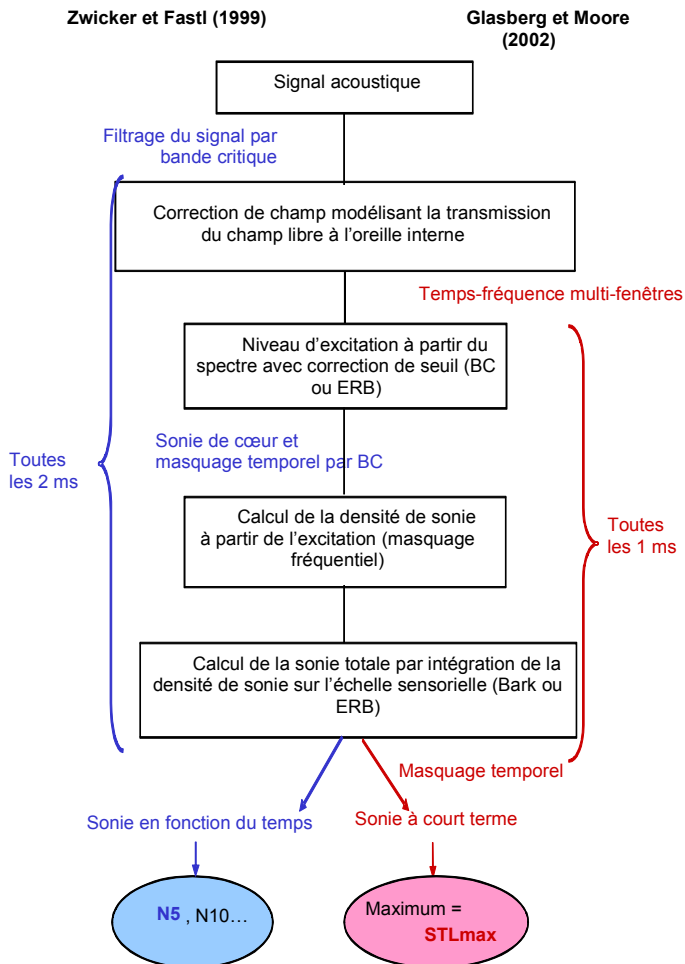 Zwicker et Fastl (1999)
Glasberg et Moore
(2002)
Signal acoustique
Filtrage du signal par
bande critique
Correction de champ modélisant la transmission
du champ libre à l’oreille interne
Temps-fréquence multi-fenêtres
Niveau d’excitation à partir du
spectre avec correction de seuil (BC
ou ERB)
Sonie de cœur et
masquage temporel par BC
Toutes
les 2 ms
Calcul de la densité de sonie
à partir de l’excitation (masquage
fréquentiel)
Toutes
les 1 ms
Calcul de la sonie totale par intégration de la
densité de sonie sur l’échelle sensorielle (Bark ou
ERB)
Masquage temporel
Sonie en fonction du temps
Sonie à court terme
N5 , N10…
Maximum =
STLmax